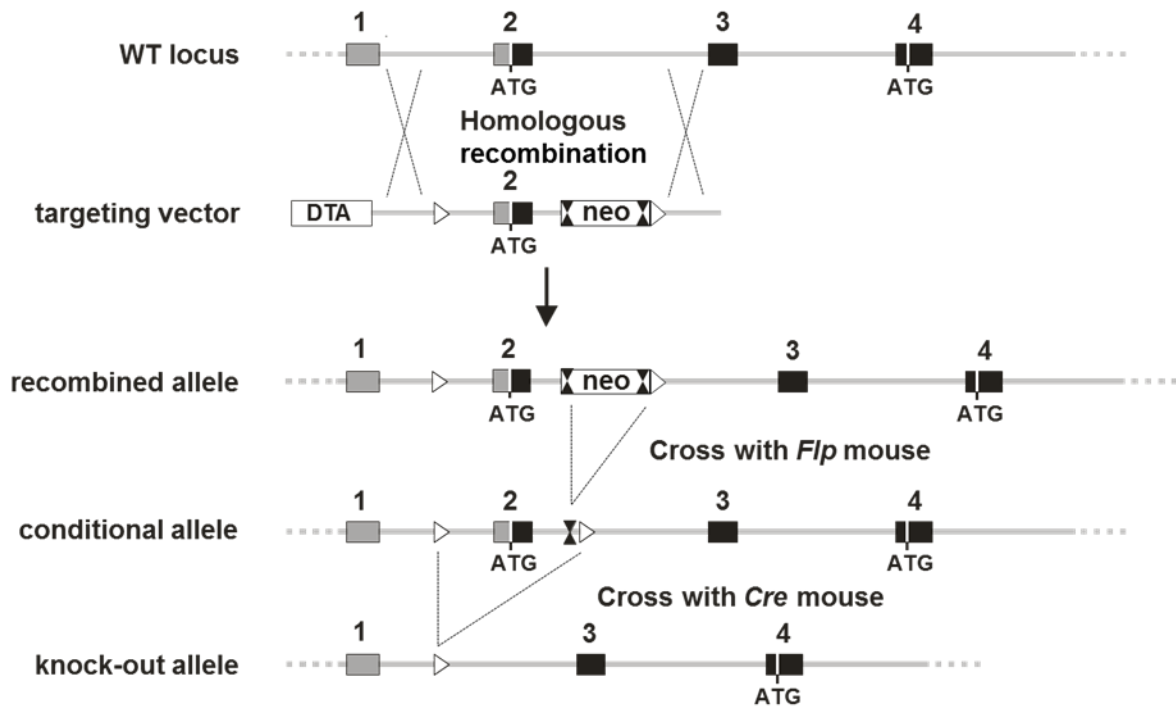 1 2 3 4
WT locus
ATG ATG
Homologous
recombination
2
targeting vector DTA neo
ATG
1 2 3 4
recombined allele neo
ATG ATG
Cross with Flp mouse
1 2 3 4
conditional allele
ATG ATG
Cross with Cre mouse
1 3 4
knock-out allele
ATG